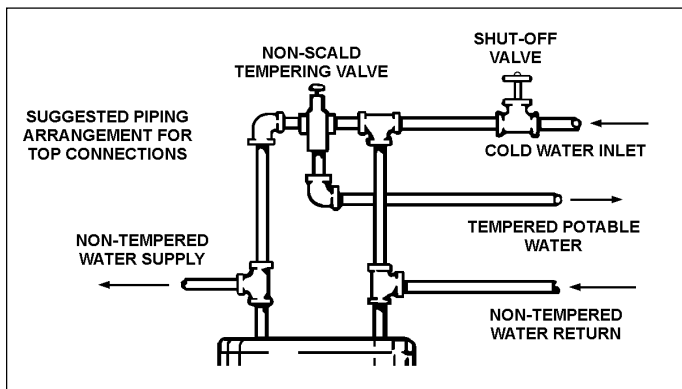 NON-SCALD
TEMPERING VALVE
SHUT-OFF
VALVE
SUGGESTED PIPING
ARRANGEMENT FOR
TOP CONNECTIONS
COLD WATER INLET
NON-TEMPERED
WATER SUPPLY
TEMPERED POTABLE
WATER
NON-TEMPERED
WATER RETURN